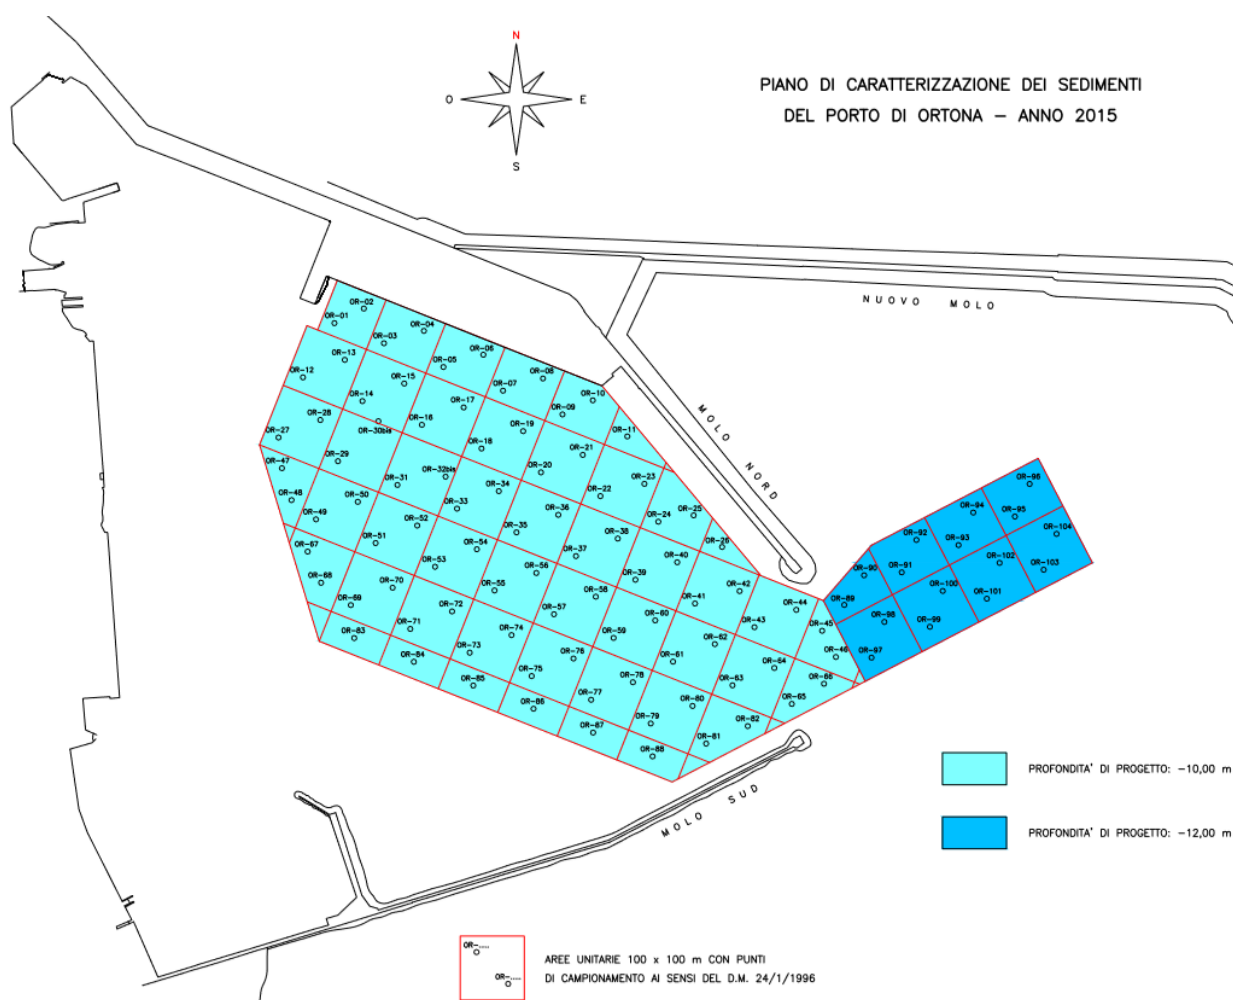 N
O
E
S
PIANO DI CARATTERIZZAZIONE DEI SEDIMENTI
DEL PORTO DI ORTONA – ANNO 2015
NUOVO MOLO
MOLO NORD
MOLO SUD
OR-01
OR-02
OR-03
OR-04
OR-05
OR-06
OR-07
OR-08
OR-09
OR-10
OR-11
OR-12
OR-13
OR-14
OR-15
OR-16
OR-17
OR-18
OR-19
OR-20
OR-21
OR-22
OR-23
OR-24
OR-25
OR-26
OR-27
OR-28
OR-29
OR-30bis
OR-31
OR-32bis
OR-33
OR-34
OR-35
OR-36
OR-37
OR-38
OR-39
OR-40
OR-41
OR-42
OR-43
OR-44
OR-45
OR-46
OR-47
OR-48
OR-49
OR-50
OR-51
OR-52
OR-53
OR-54
OR-55
OR-56
OR-57
OR-58
OR-59
OR-60
OR-61
OR-62
OR-63
OR-64
OR-65
OR-66
OR-67
OR-68
OR-69
OR-70
OR-71
OR-72
OR-73
OR-74
OR-75
OR-76
OR-77
OR-78
OR-79
OR-80
OR-81
OR-82
OR-83
OR-84
OR-85
OR-86
OR-87
OR-88
OR-89
OR-90
OR-91
OR-92
OR-93
OR-94
OR-95
OR-96
OR-97
OR-98
OR-99
OR-100
OR-101
OR-102
OR-103
OR-104
PROFONDITA' DI PROGETTO: -10,00 m
PROFONDITA' DI PROGETTO: -12,00 m
OR-....
OR-....
AREE UNITARIE 100 x 100 m CON PUNTI
DI CAMPIONAMENTO AI SENSI DEL D.M. 24/1/1996